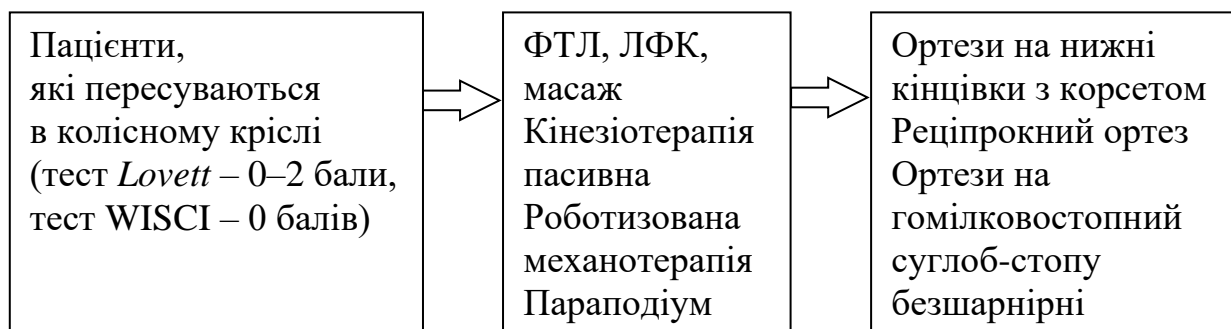 Пацієнти,
які пересуваються
в колісному кріслі
(тест Lovett – 0–2 бали,
тест WISCI – 0 балів)
ФТЛ, ЛФК,
масаж
Кінезіотерапія
пасивна
Роботизована
механотерапія
Параподіум
Ортези на нижні
кінцівки з корсетом
Реціпрокний ортез
Ортези на
гомілковостопний
суглоб-стопу
безшарнірні